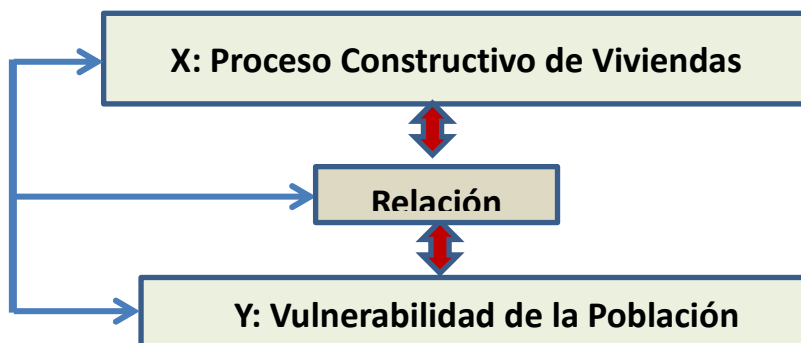 X: Proceso Constructivo de Viviendas
Relación
Y: Vulnerabilidad de la Población